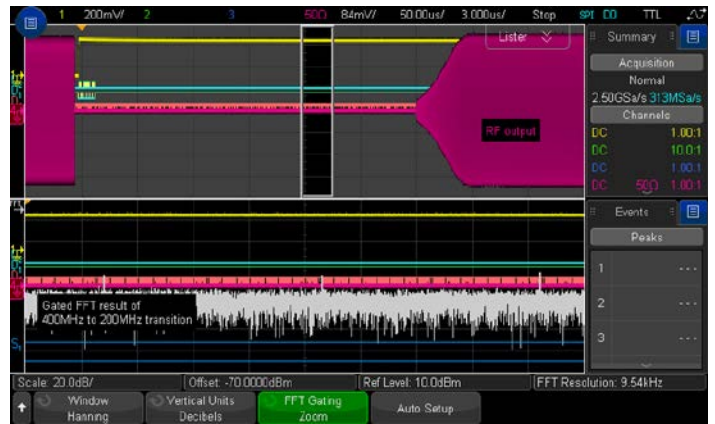 1 200mV/ 2 3 50Ω 84mV/ 50.00us/ 3.000us/ Stop SPI D0 TTL
Lister
Summary
Acquisition
Normal
2.50GSa/s 313MSa/s
Channels
DC 1.00:1
DC 10.0:1
DC 1.00:1
DC 50Ω 1.00:1
RF output
Events
Peaks
1 ---
2 ---
3 ---
Gated FFT result of
400MHz to 200MHz transition
S1
Scale: 20.0dB/ Offset: -70.0000dBm Ref Level: 10.0dBm FFT Resolution: 9.54kHz
Window Vertical Units FFT Gating Auto Setup
Hanning Decibels Zoom